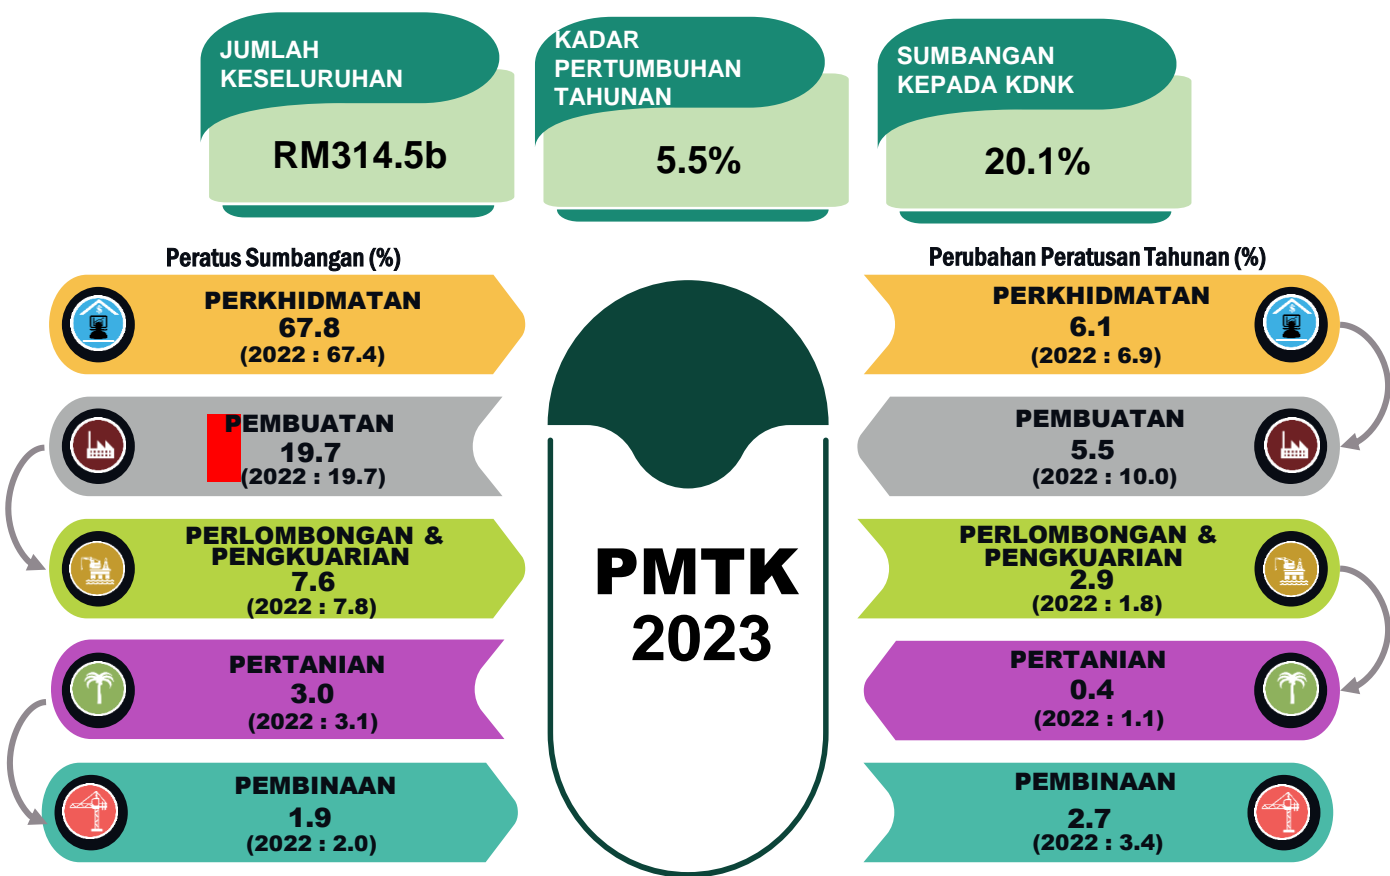 JUMLAH
KESELURUHAN
RM314.5b
KADAR
PERTUMBUHAN
TAHUNAN
5.5%
SUMBANGAN
KEPADA KDNK
20.1%
Peratus Sumbangan (%)
PERKHIDMATAN
67.8
(2022 : 67.4)
PEMBUATAN
19.7
(2022 : 19.7)
PERLOMBONGAN &
PENGKUARIAN
7.6
(2022 : 7.8)
PERTANIAN
3.0
(2022 : 3.1)
PEMBINAAN
1.9
(2022 : 2.0)
PMTK
2023
Perubahan Peratusan Tahunan (%)
PERKHIDMATAN
6.1
(2022 : 6.9)
PEMBUATAN
5.5
(2022 : 10.0)
PERLOMBONGAN &
PENGKUARIAN
2.9
(2022 : 1.8)
PERTANIAN
0.4
(2022 : 1.1)
PEMBINAAN
2.7
(2022 : 3.4)